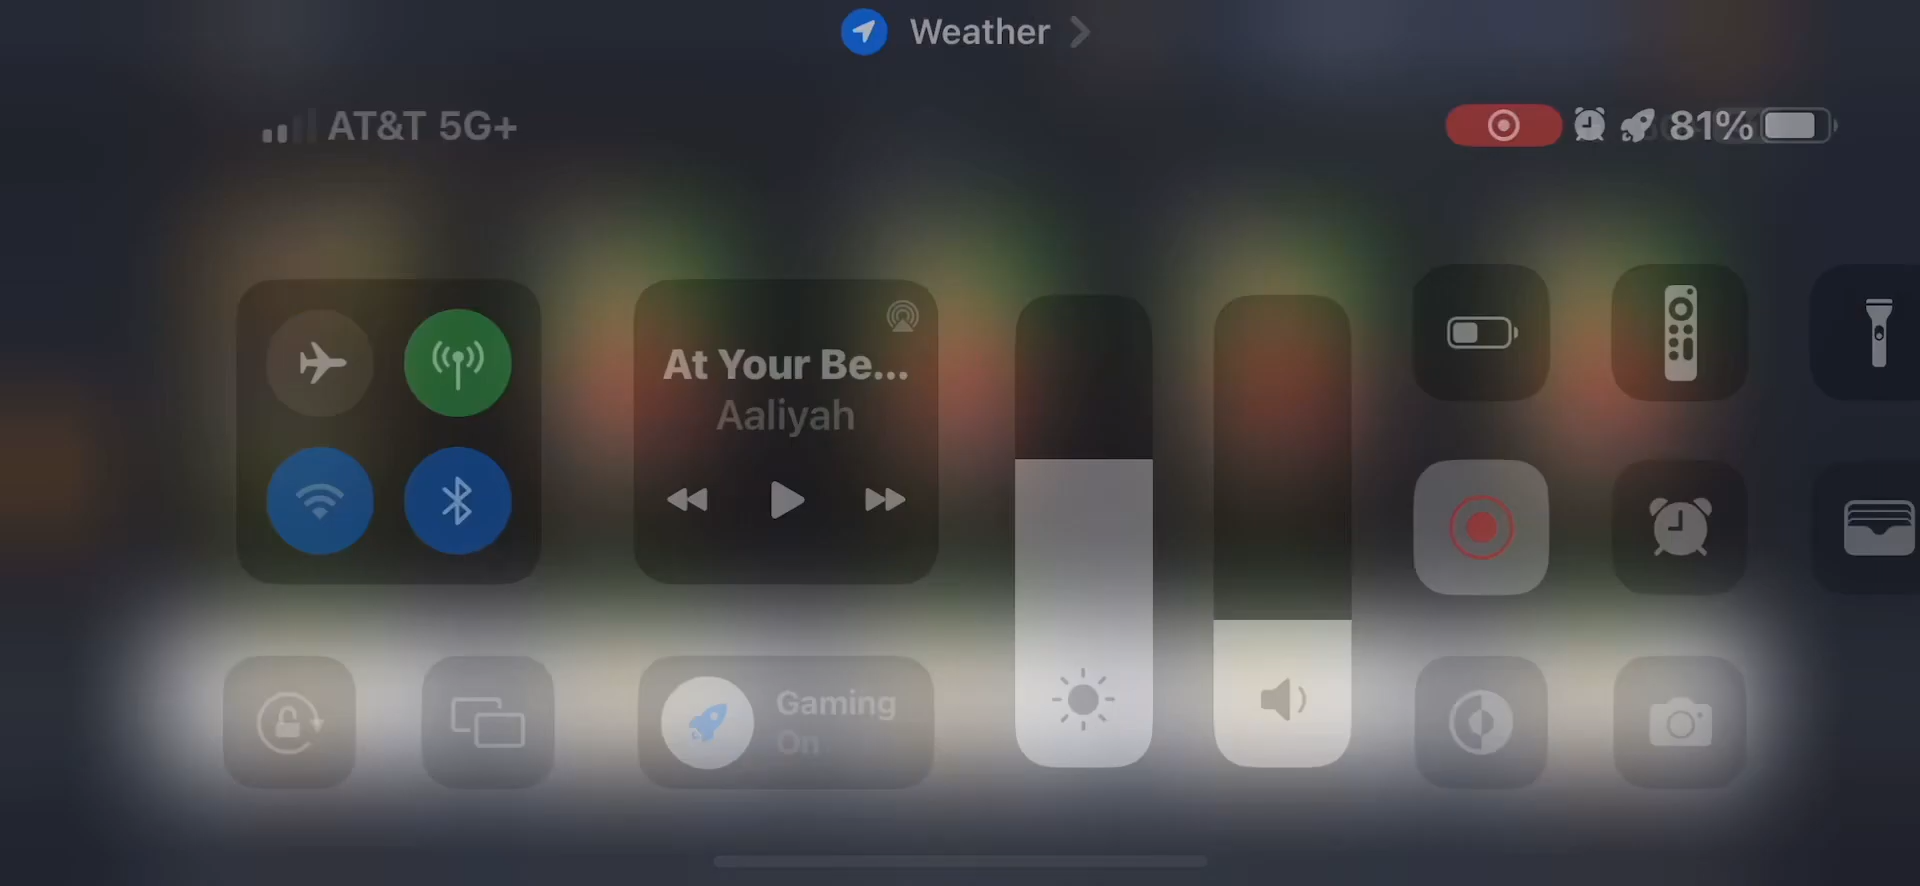 Weather
AT&T 5G+
81%
At Your Be...
Aaliyah
Gaming
On